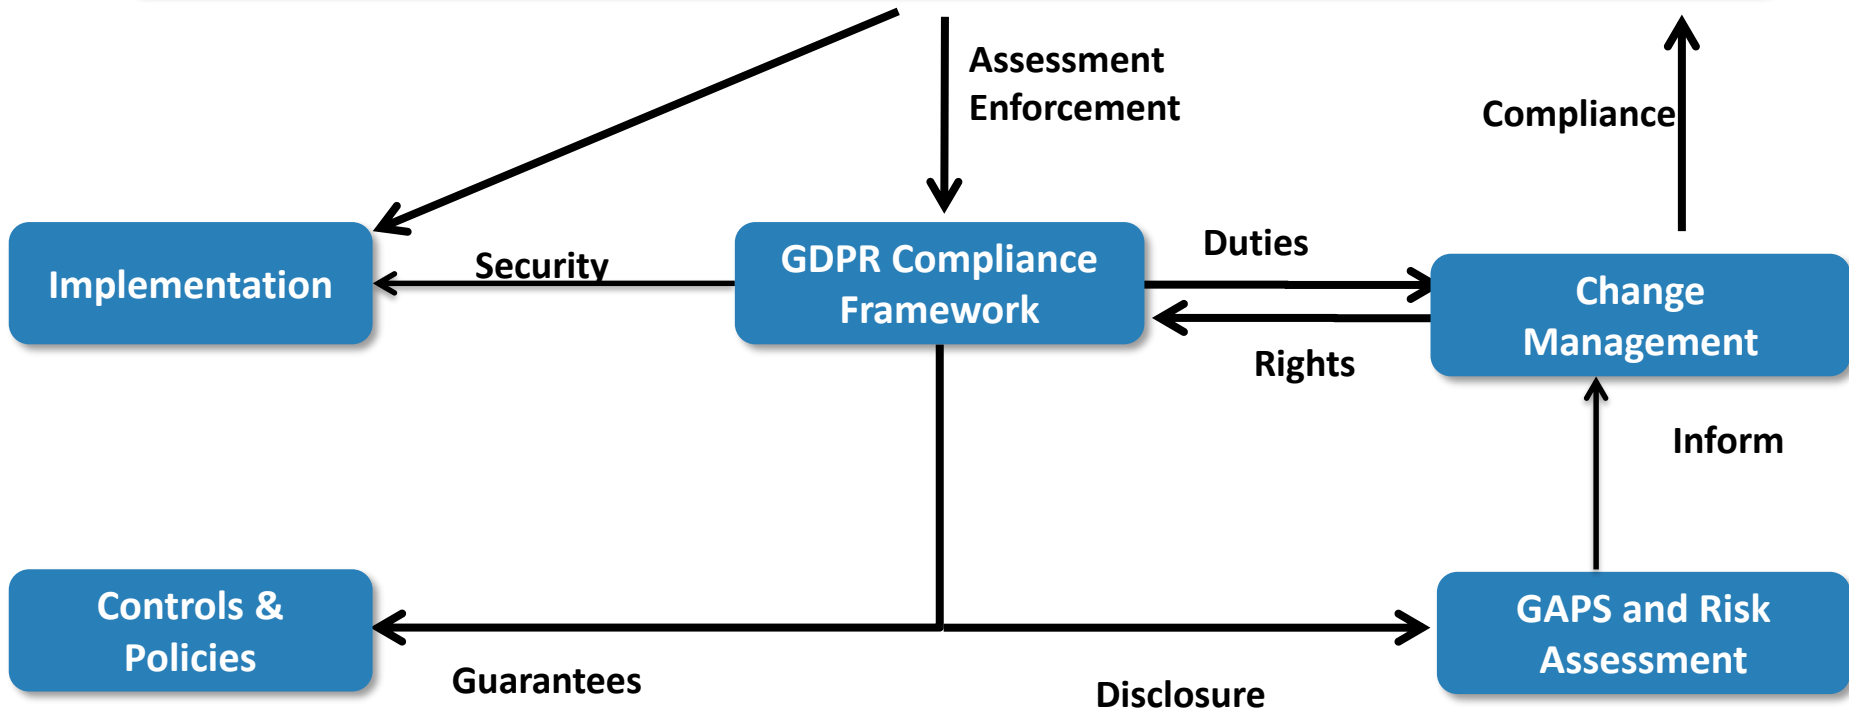 Assessment
Enforcement
Compliance
Implementation
Security
GDPR Compliance
Framework
Duties
Rights
Change
Management
Inform
Controls &
Policies
Guarantees
Disclosure
GAPS and Risk
Assessment